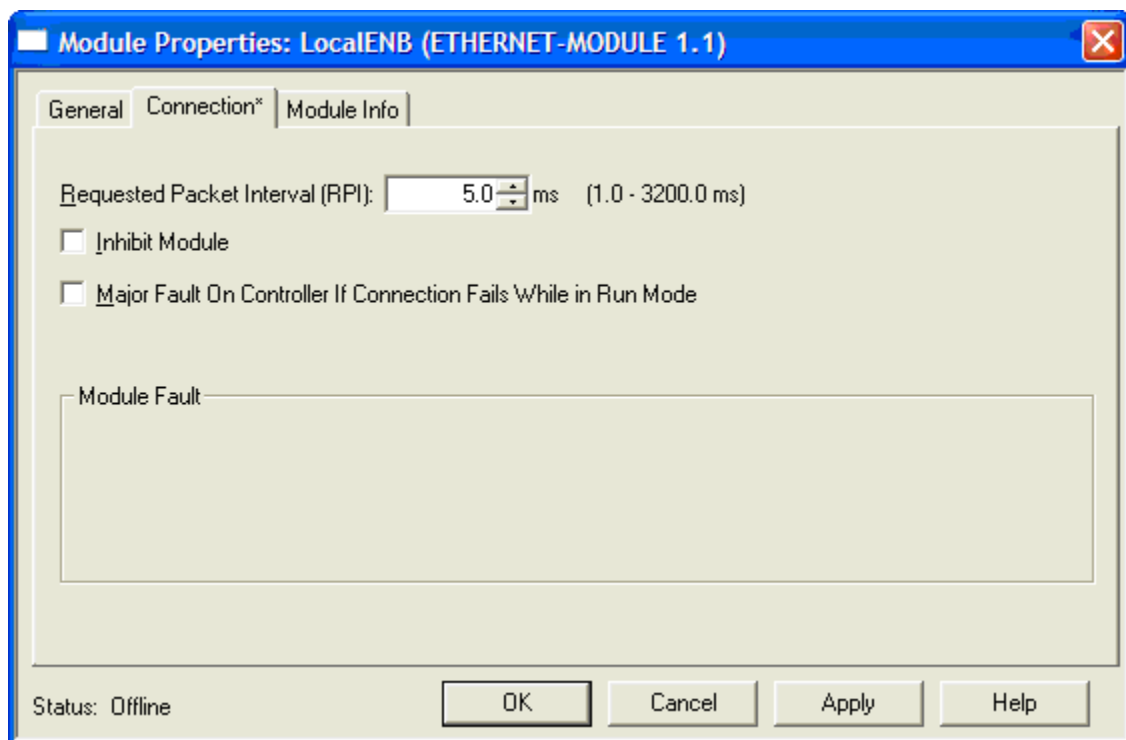 Module Properties: LocalENB (ETHERNET-MODULE 1.1)
General Connection* Module Info
Requested Packet Interval (RPI): 5.0 ms (1.0 - 3200.0 ms)
Inhibit Module
Major Fault On Controller If Connection Fails While in Run Mode
Module Fault
Status: Offline OK Cancel Apply Help